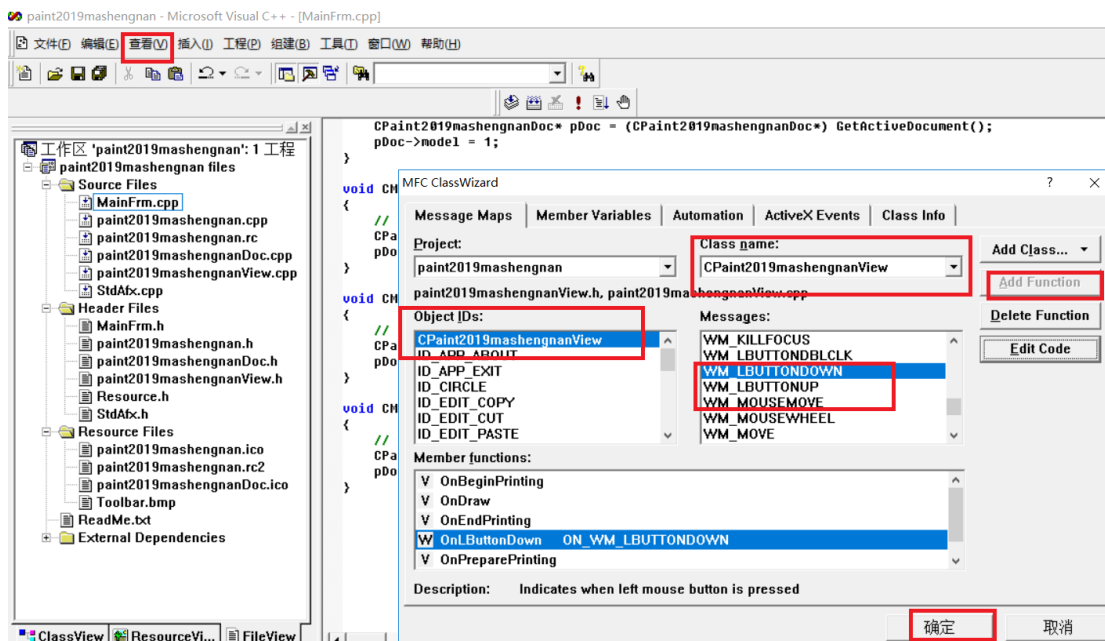 paint2019mashengnan - Microsoft Visual C++ - [MainFrm.cpp]
文件(F) 编辑(E) 查看(V) 插入(I) 工程(P) 组建(B) 工具(T) 窗口(W) 帮助(H)
工作区 'paint2019mashengnan': 1 工程
paint2019mashengnan files
Source Files
MainFrm.cpp
paint2019mashengnan.cpp
paint2019mashengnan.rc
paint2019mashengnanDoc.cpp
paint2019mashengnanView.cpp
StdAfx.cpp
Header Files
MainFrm.h
paint2019mashengnan.h
paint2019mashengnanDoc.h
paint2019mashengnanView.h
Resource.h
StdAfx.h
Resource Files
paint2019mashengnan.ico
paint2019mashengnan.rc2
paint2019mashengnanDoc.ico
Toolbar.bmp
ReadMe.txt
External Dependencies
ClassView ResourceVi... FileView
CPaint2019mashengnanDoc* pDoc = (CPaint2019mashengnanDoc*) GetActiveDocument();
pDoc->model = 1;
}
void CM
{
//
CPa
pDo
}
void CM
{
//
CPa
pDo
}
void CM
{
//
CPa
pDo
}
MFC ClassWizard
? ×
Message Maps Member Variables Automation ActiveX Events Class Info
Project:
paint2019mashengnan
Class name:
CPaint2019mashengnanView
Add Class...
Add Function
Delete Function
Edit Code
paint2019mashengnanView.h, paint2019mashengnanView.cpp
Object IDs:
CPaint2019mashengnanView
ID_APP_ABOUT
ID_APP_EXIT
ID_CIRCLE
ID_EDIT_COPY
ID_EDIT_CUT
ID_EDIT_PASTE
Messages:
WM_KILLFOCUS
WM_LBUTTONDBLCLK
WM_LBUTTONDOWN
WM_LBUTTONUP
WM_MOUSEMOVE
WM_MOUSEWHEEL
WM_MOVE
Member functions:
V OnBeginPrinting
V OnDraw
V OnEndPrinting
W OnLButtonDown ON_WM_LBUTTONDOWN
V OnPreparePrinting
Description: Indicates when left mouse button is pressed
确定 取消